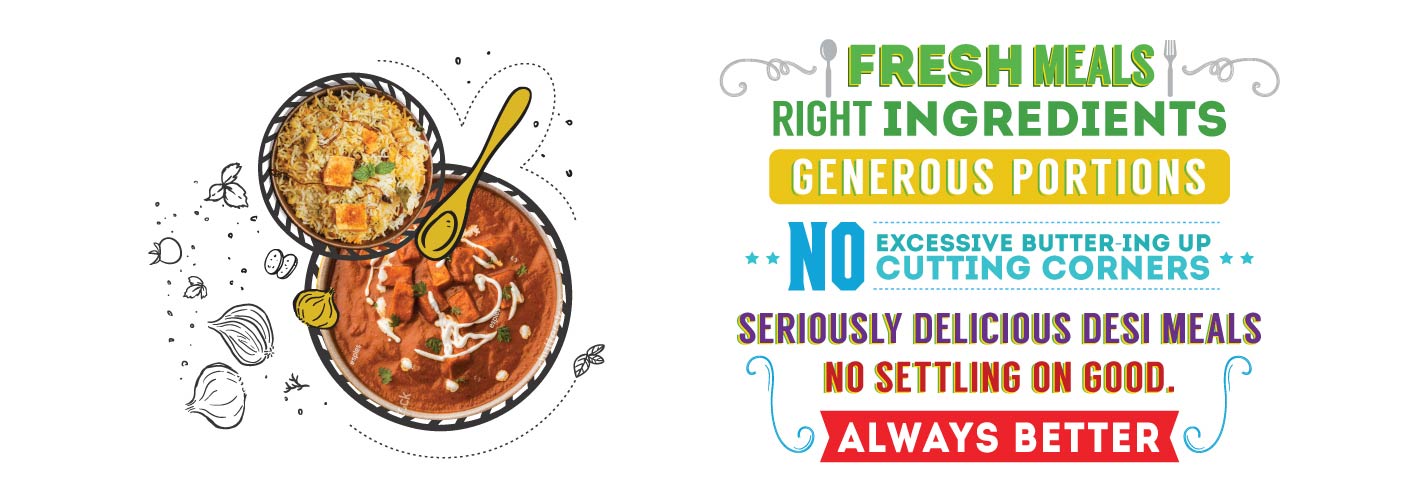 FRESH MEALS
RIGHT INGREDIENTS
GENEROUS PORTIONS
NO EXCESSIVE BUTTER-ING UP
CUTTING CORNERS
SERIOUSLY DELICIOUS DESI MEALS
NO SETTLING ON GOOD.
ALWAYS BETTER